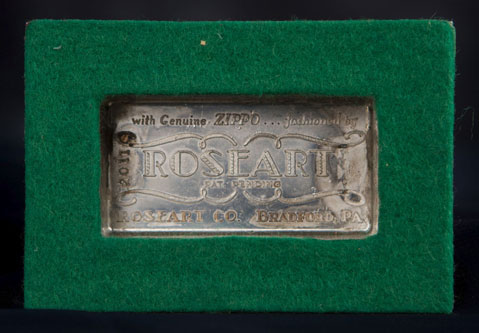 with Genuine ZIPPO... fashioned by
ROSEART
PAT. PENDING
ROSEART CO. BRADFORD, PA.